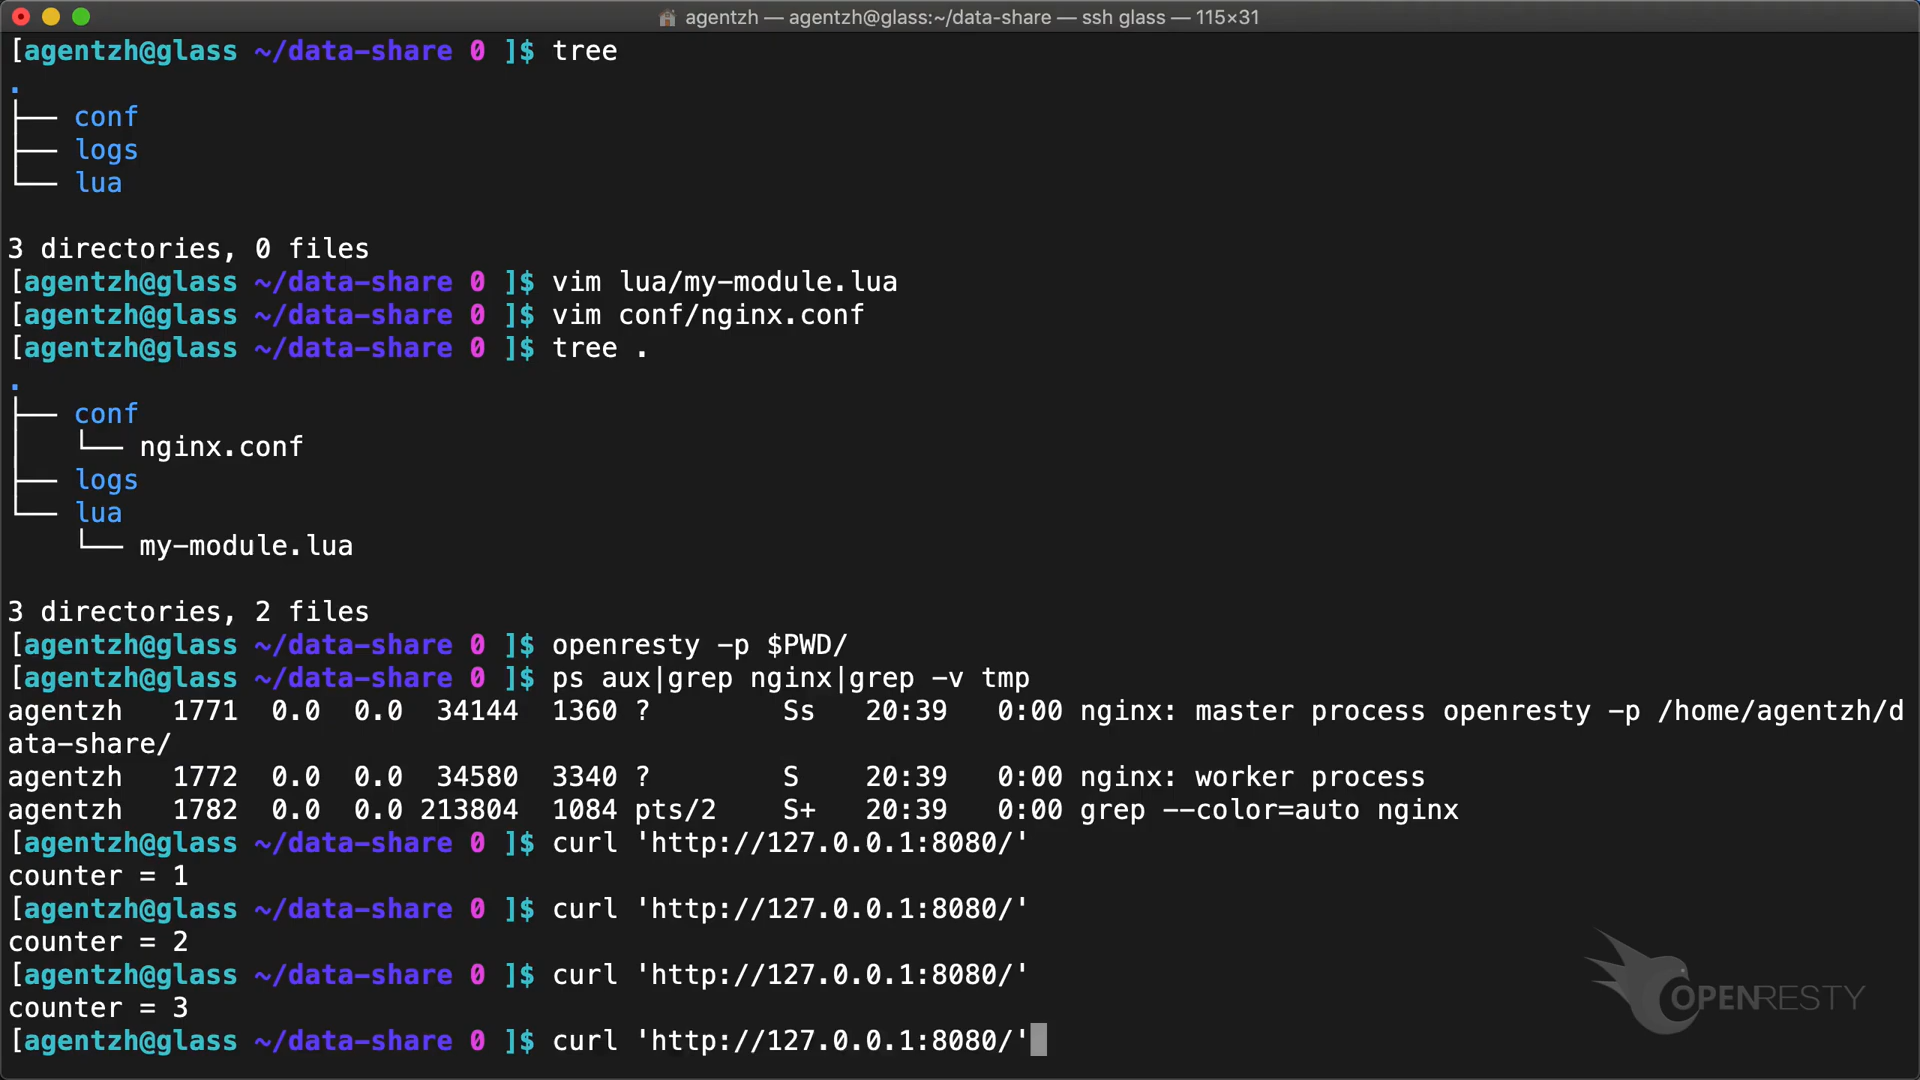 agentzh — agentzh@glass:~/data-share — ssh glass — 115×31
[agentzh@glass ~/data-share 0 ]$ tree
.
├── conf
├── logs
└── lua
3 directories, 0 files
[agentzh@glass ~/data-share 0 ]$ vim lua/my-module.lua
[agentzh@glass ~/data-share 0 ]$ vim conf/nginx.conf
[agentzh@glass ~/data-share 0 ]$ tree .
.
├── conf
│   └── nginx.conf
├── logs
└── lua
    └── my-module.lua
3 directories, 2 files
[agentzh@glass ~/data-share 0 ]$ openresty -p $PWD/
[agentzh@glass ~/data-share 0 ]$ ps aux|grep nginx|grep -v tmp
agentzh   1771  0.0  0.0  34144  1360 ?        Ss   20:39   0:00 nginx: master process openresty -p /home/agentzh/d
ata-share/
agentzh   1772  0.0  0.0  34580  3340 ?        S    20:39   0:00 nginx: worker process
agentzh   1782  0.0  0.0 213804  1084 pts/2    S+   20:39   0:00 grep --color=auto nginx
[agentzh@glass ~/data-share 0 ]$ curl 'http://127.0.0.1:8080/'
counter = 1
[agentzh@glass ~/data-share 0 ]$ curl 'http://127.0.0.1:8080/'
counter = 2
[agentzh@glass ~/data-share 0 ]$ curl 'http://127.0.0.1:8080/'
counter = 3
[agentzh@glass ~/data-share 0 ]$ curl 'http://127.0.0.1:8080/'
OPENRESTY